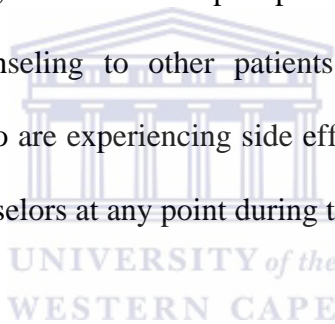 nseling to other patients
o are experiencing side eff
selors at any point during t
UNIVERSITY of the
WESTERN CAPE